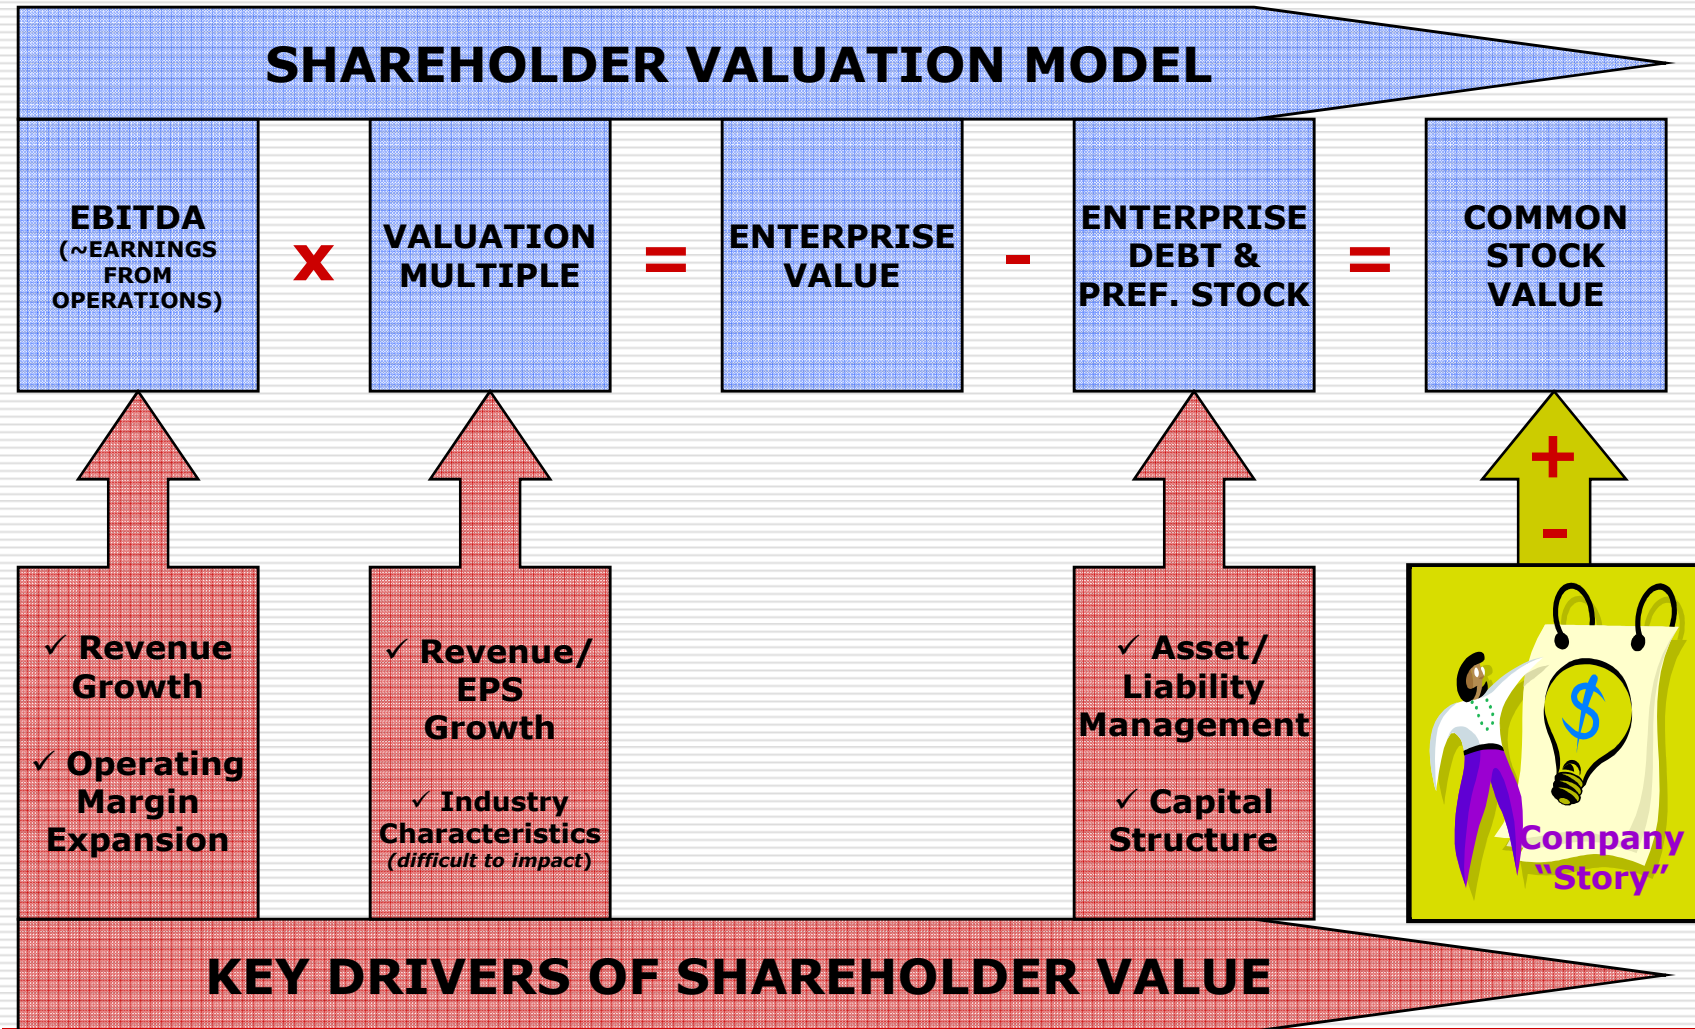 SHAREHOLDER VALUATION MODEL
EBITDA
(~EARNINGS
FROM
OPERATIONS)
x
VALUATION
MULTIPLE
=
ENTERPRISE
VALUE
-
ENTERPRISE
DEBT &
PREF. STOCK
=
COMMON
STOCK
VALUE
+
-
✓ Revenue
Growth
✓ Operating
Margin
Expansion
✓ Revenue/
EPS
Growth
✓ Industry
Characteristics
(difficult to impact)
✓ Asset/
Liability
Management
✓ Capital
Structure
$
Company
“Story”
KEY DRIVERS OF SHAREHOLDER VALUE